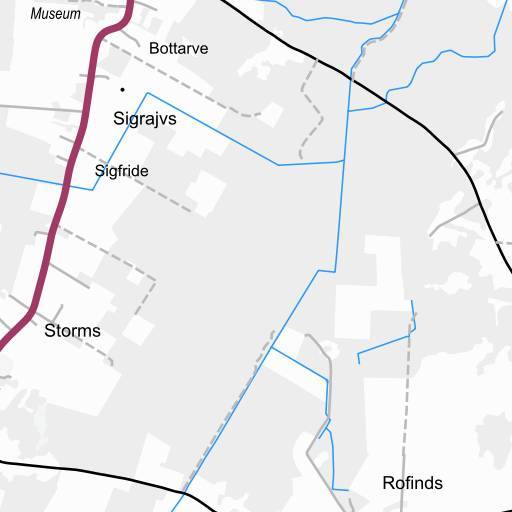 Museum
Bottarve
Sigrajvs
Sigfride
Storms
Rofinds